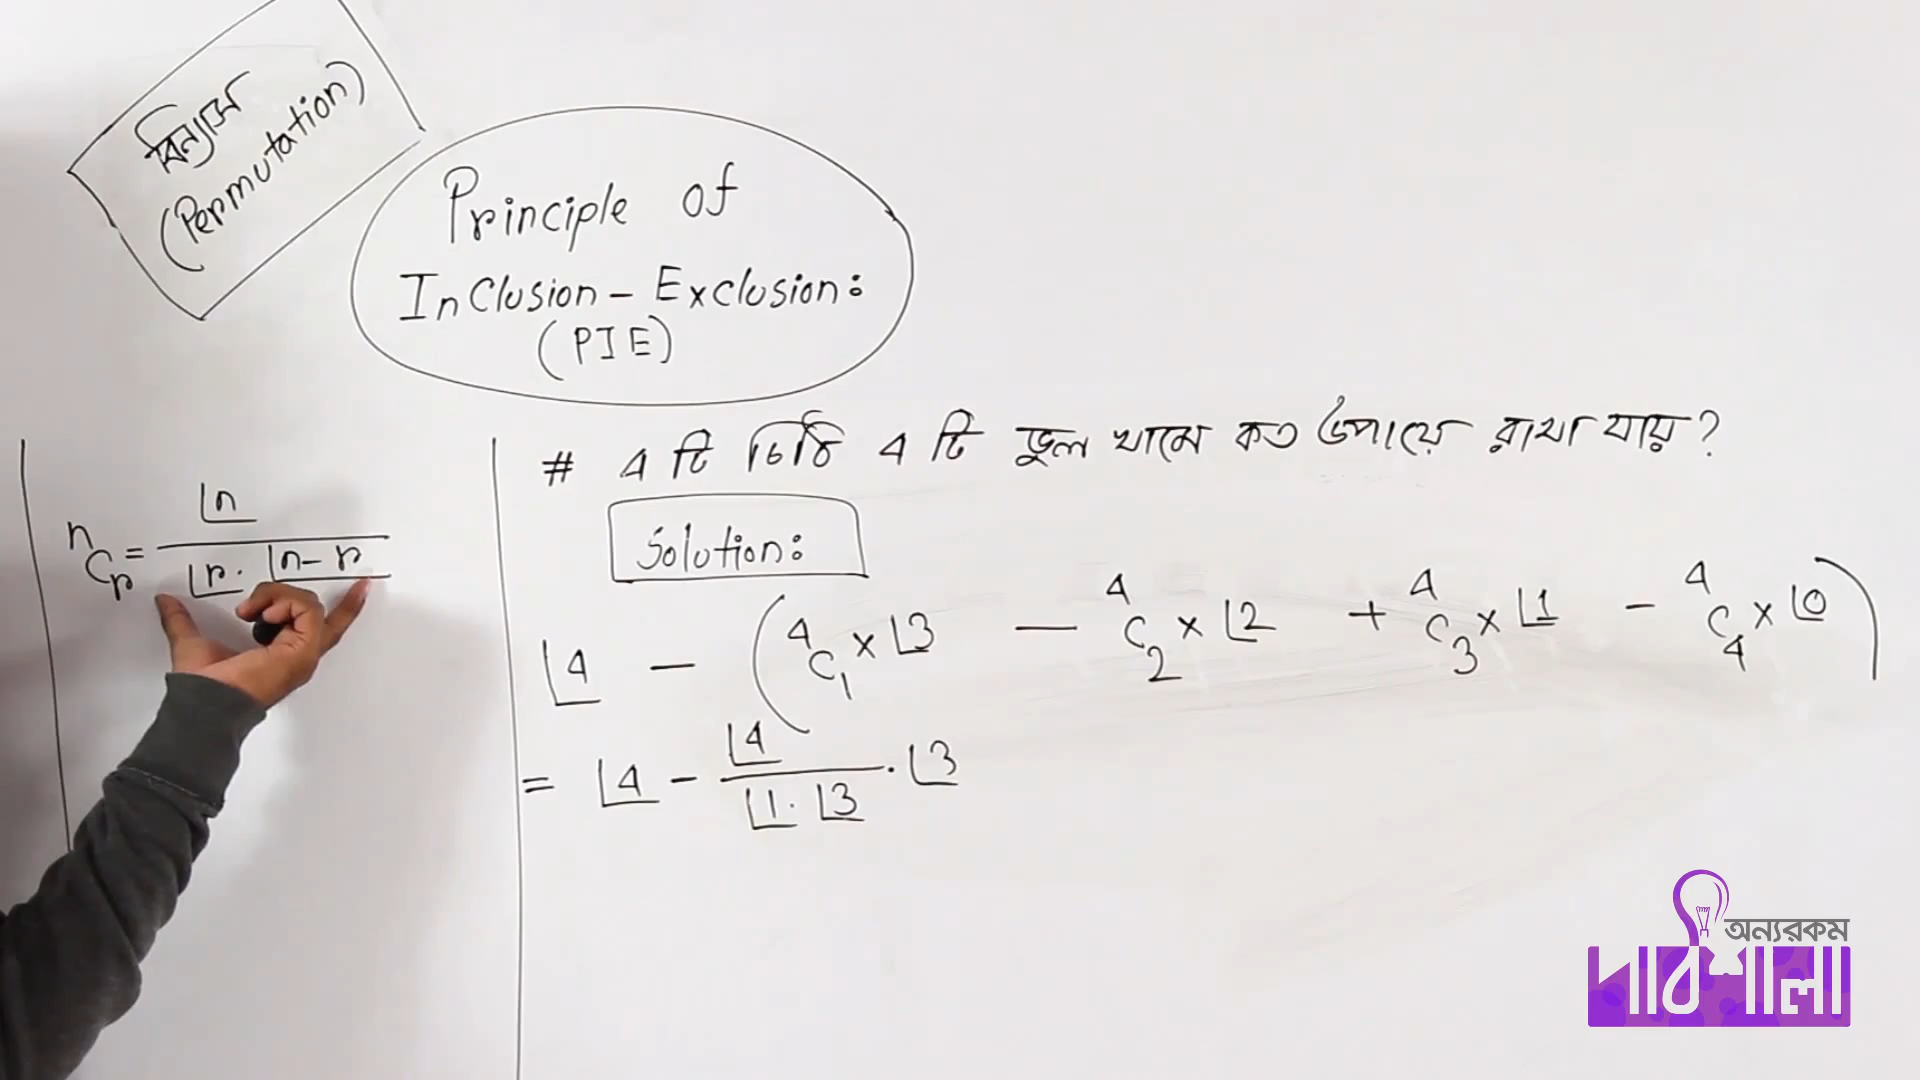 বিন্যাস
(Permutation)
Principle of
Inclusion - Exclusion:
(PIE)
# 4 টি চিঠি 4 টি ভুল খামে কত উপায়ে রাখা যায়?
ⁿCᵣ = ⌊n / ⌊r · ⌊n-r
Solution:
⌊4 - (⁴C₁ × ⌊3 - ⁴C₂ × ⌊2 + ⁴C₃ × ⌊1 - ⁴C₄ × ⌊0)
= ⌊4 - ⌊4 / ⌊1 · ⌊3 · ⌊3
অন্যরকম
পাঠশালা